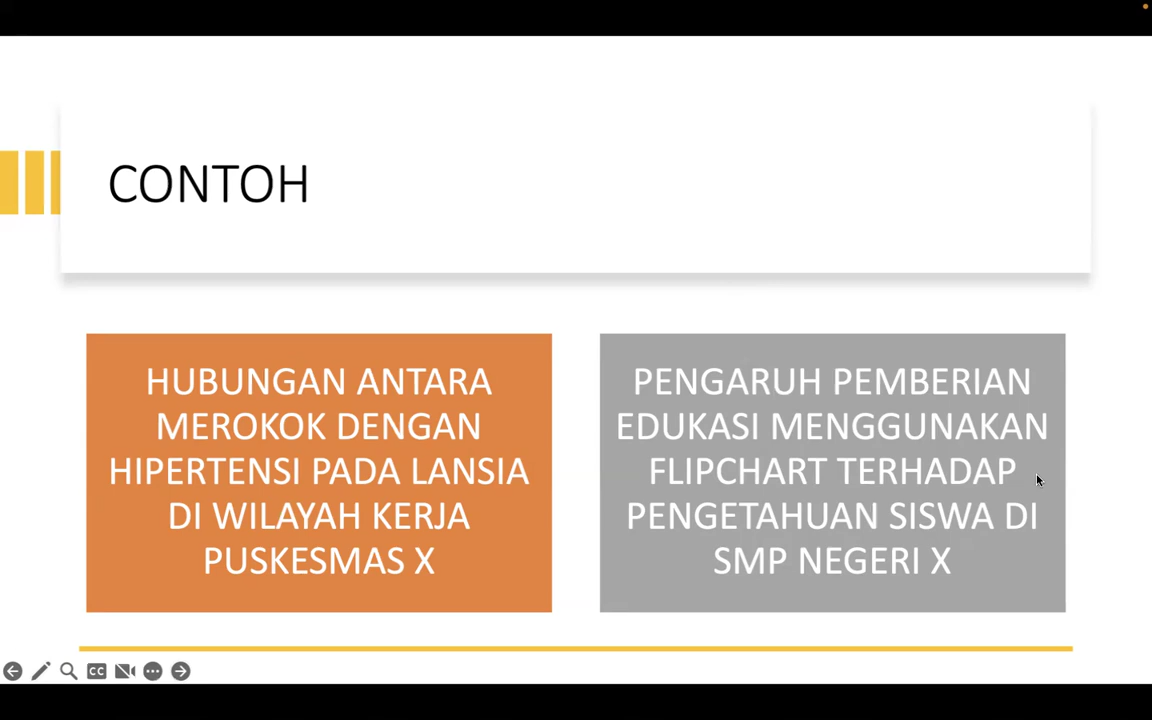 CONTOH
HUBUNGAN ANTARA
MEROKOK DENGAN
HIPERTENSI PADA LANSIA
DI WILAYAH KERJA
PUSKESMAS X
PENGARUH PEMBERIAN
EDUKASI MENGGUNAKAN
FLIPCHART TERHADAP
PENGETAHUAN SISWA DI
SMP NEGERI X
CC